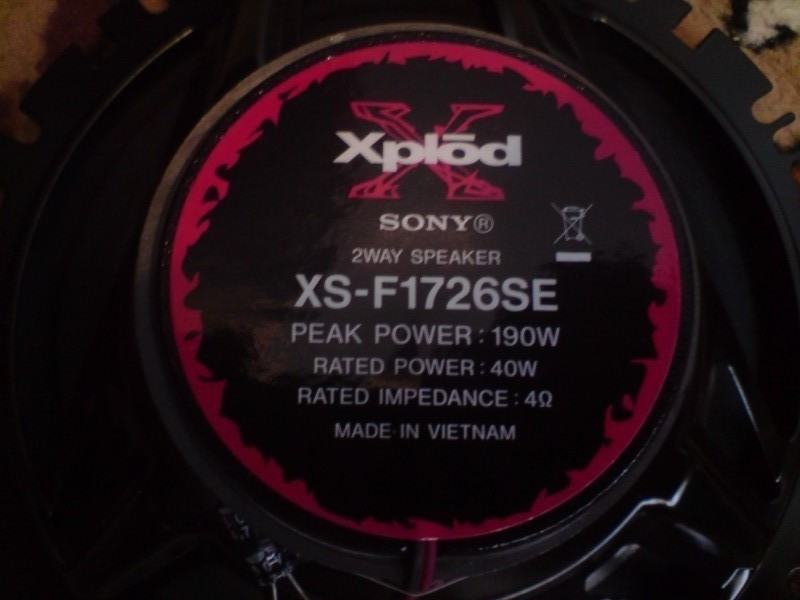 Xplōd
SONY®
2WAY SPEAKER
XS-F1726SE
PEAK POWER : 190W
RATED POWER : 40W
RATED IMPEDANCE : 4Ω
MADE IN VIETNAM